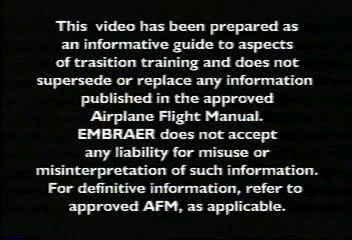 This video has been prepared as
an informative guide to aspects
of trasition training and does not
supersede or replace any information
published in the approved
Airplane Flight Manual.
EMBRAER does not accept
any liability for misuse or
misinterpretation of such information.
For definitive information, refer to
approved AFM, as applicable.